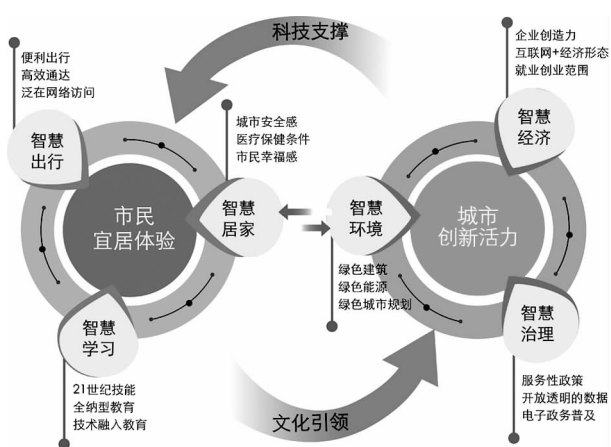 科技支撑
便利出行
高效通达
泛在网络访问
智慧
出行
城市安全感
医疗保健条件
市民幸福感
市民
宜居体验
智慧
居家
智慧
学习
21世纪技能
全纳型教育
技术融入教育
企业创造力
互联网+经济形态
就业创业范围
智慧
经济
智慧
环境
城市
创新活力
绿色建筑
绿色能源
绿色城市规划
智慧
治理
服务性政策
开放透明的数据
电子政务普及
文化引领